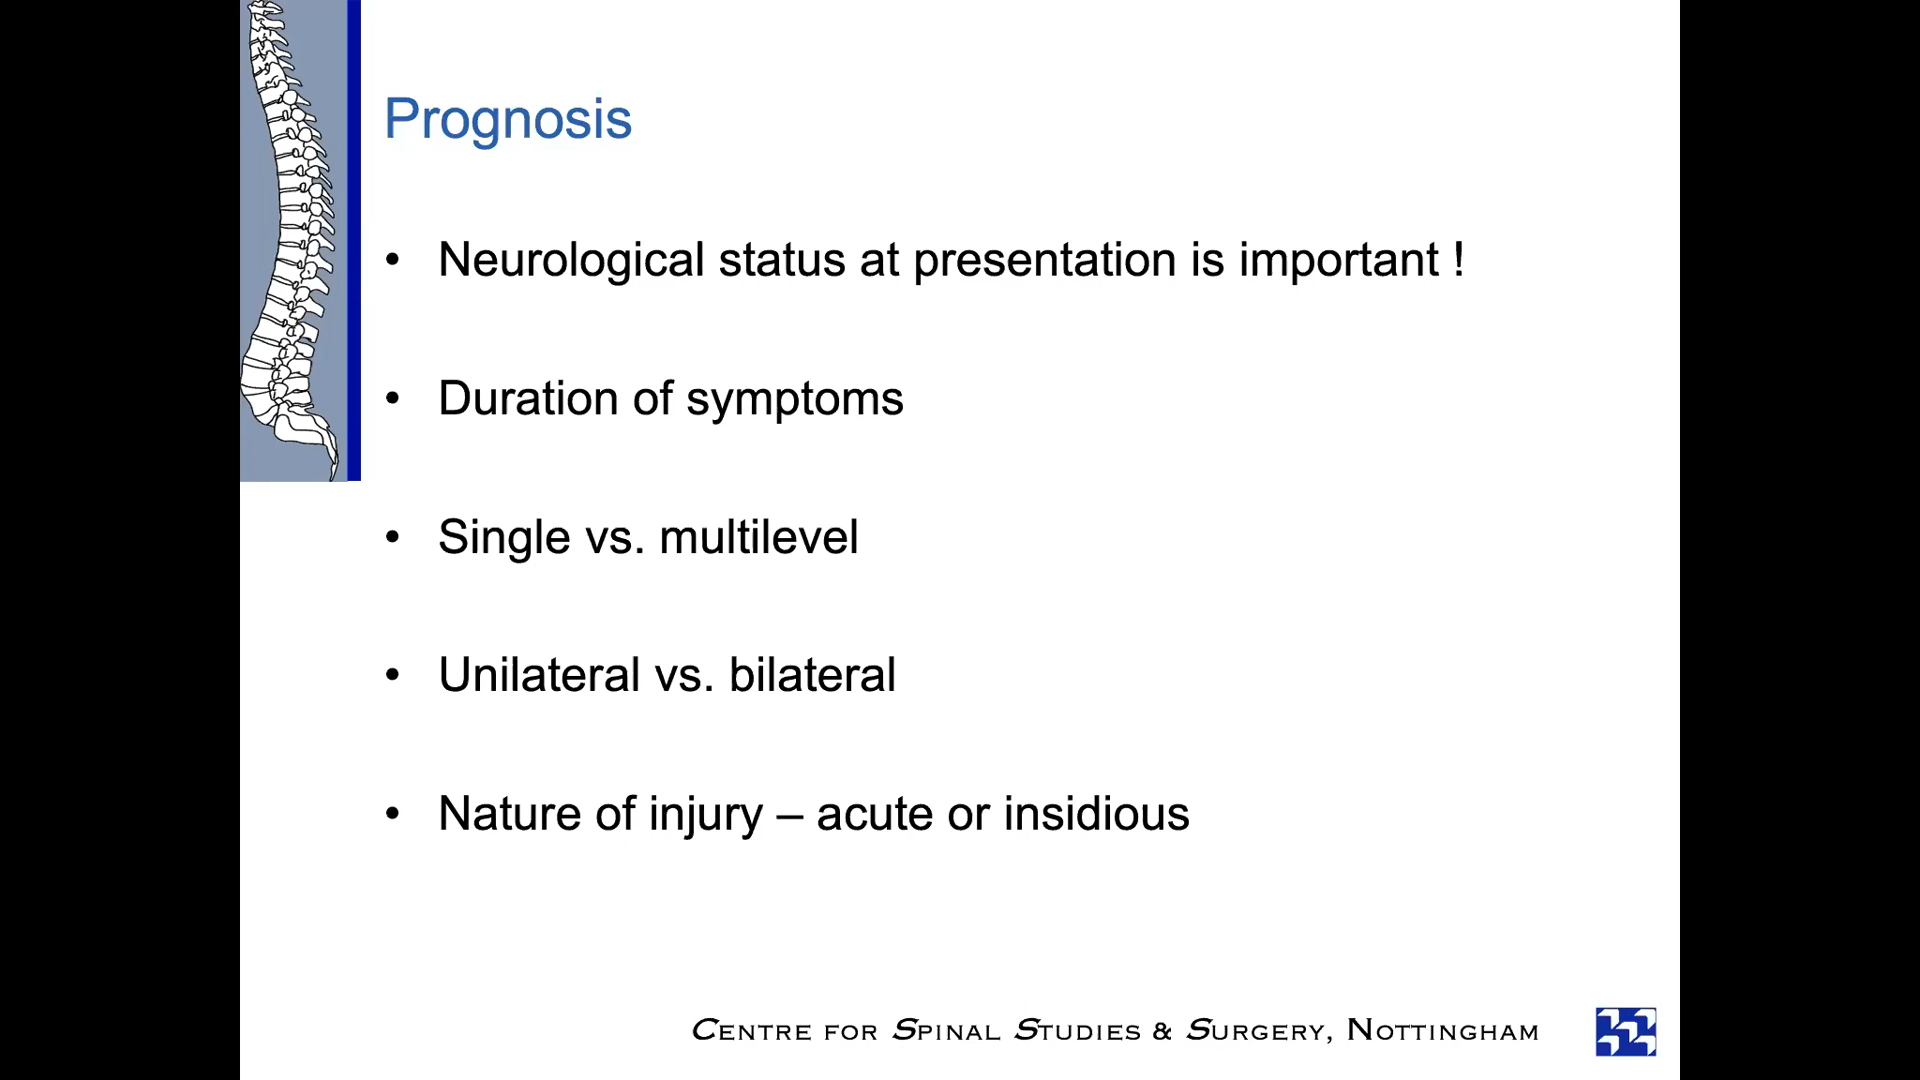 Prognosis
• Neurological status at presentation is important !
• Duration of symptoms
• Single vs. multilevel
• Unilateral vs. bilateral
• Nature of injury – acute or insidious
CENTRE FOR SPINAL STUDIES & SURGERY, NOTTINGHAM